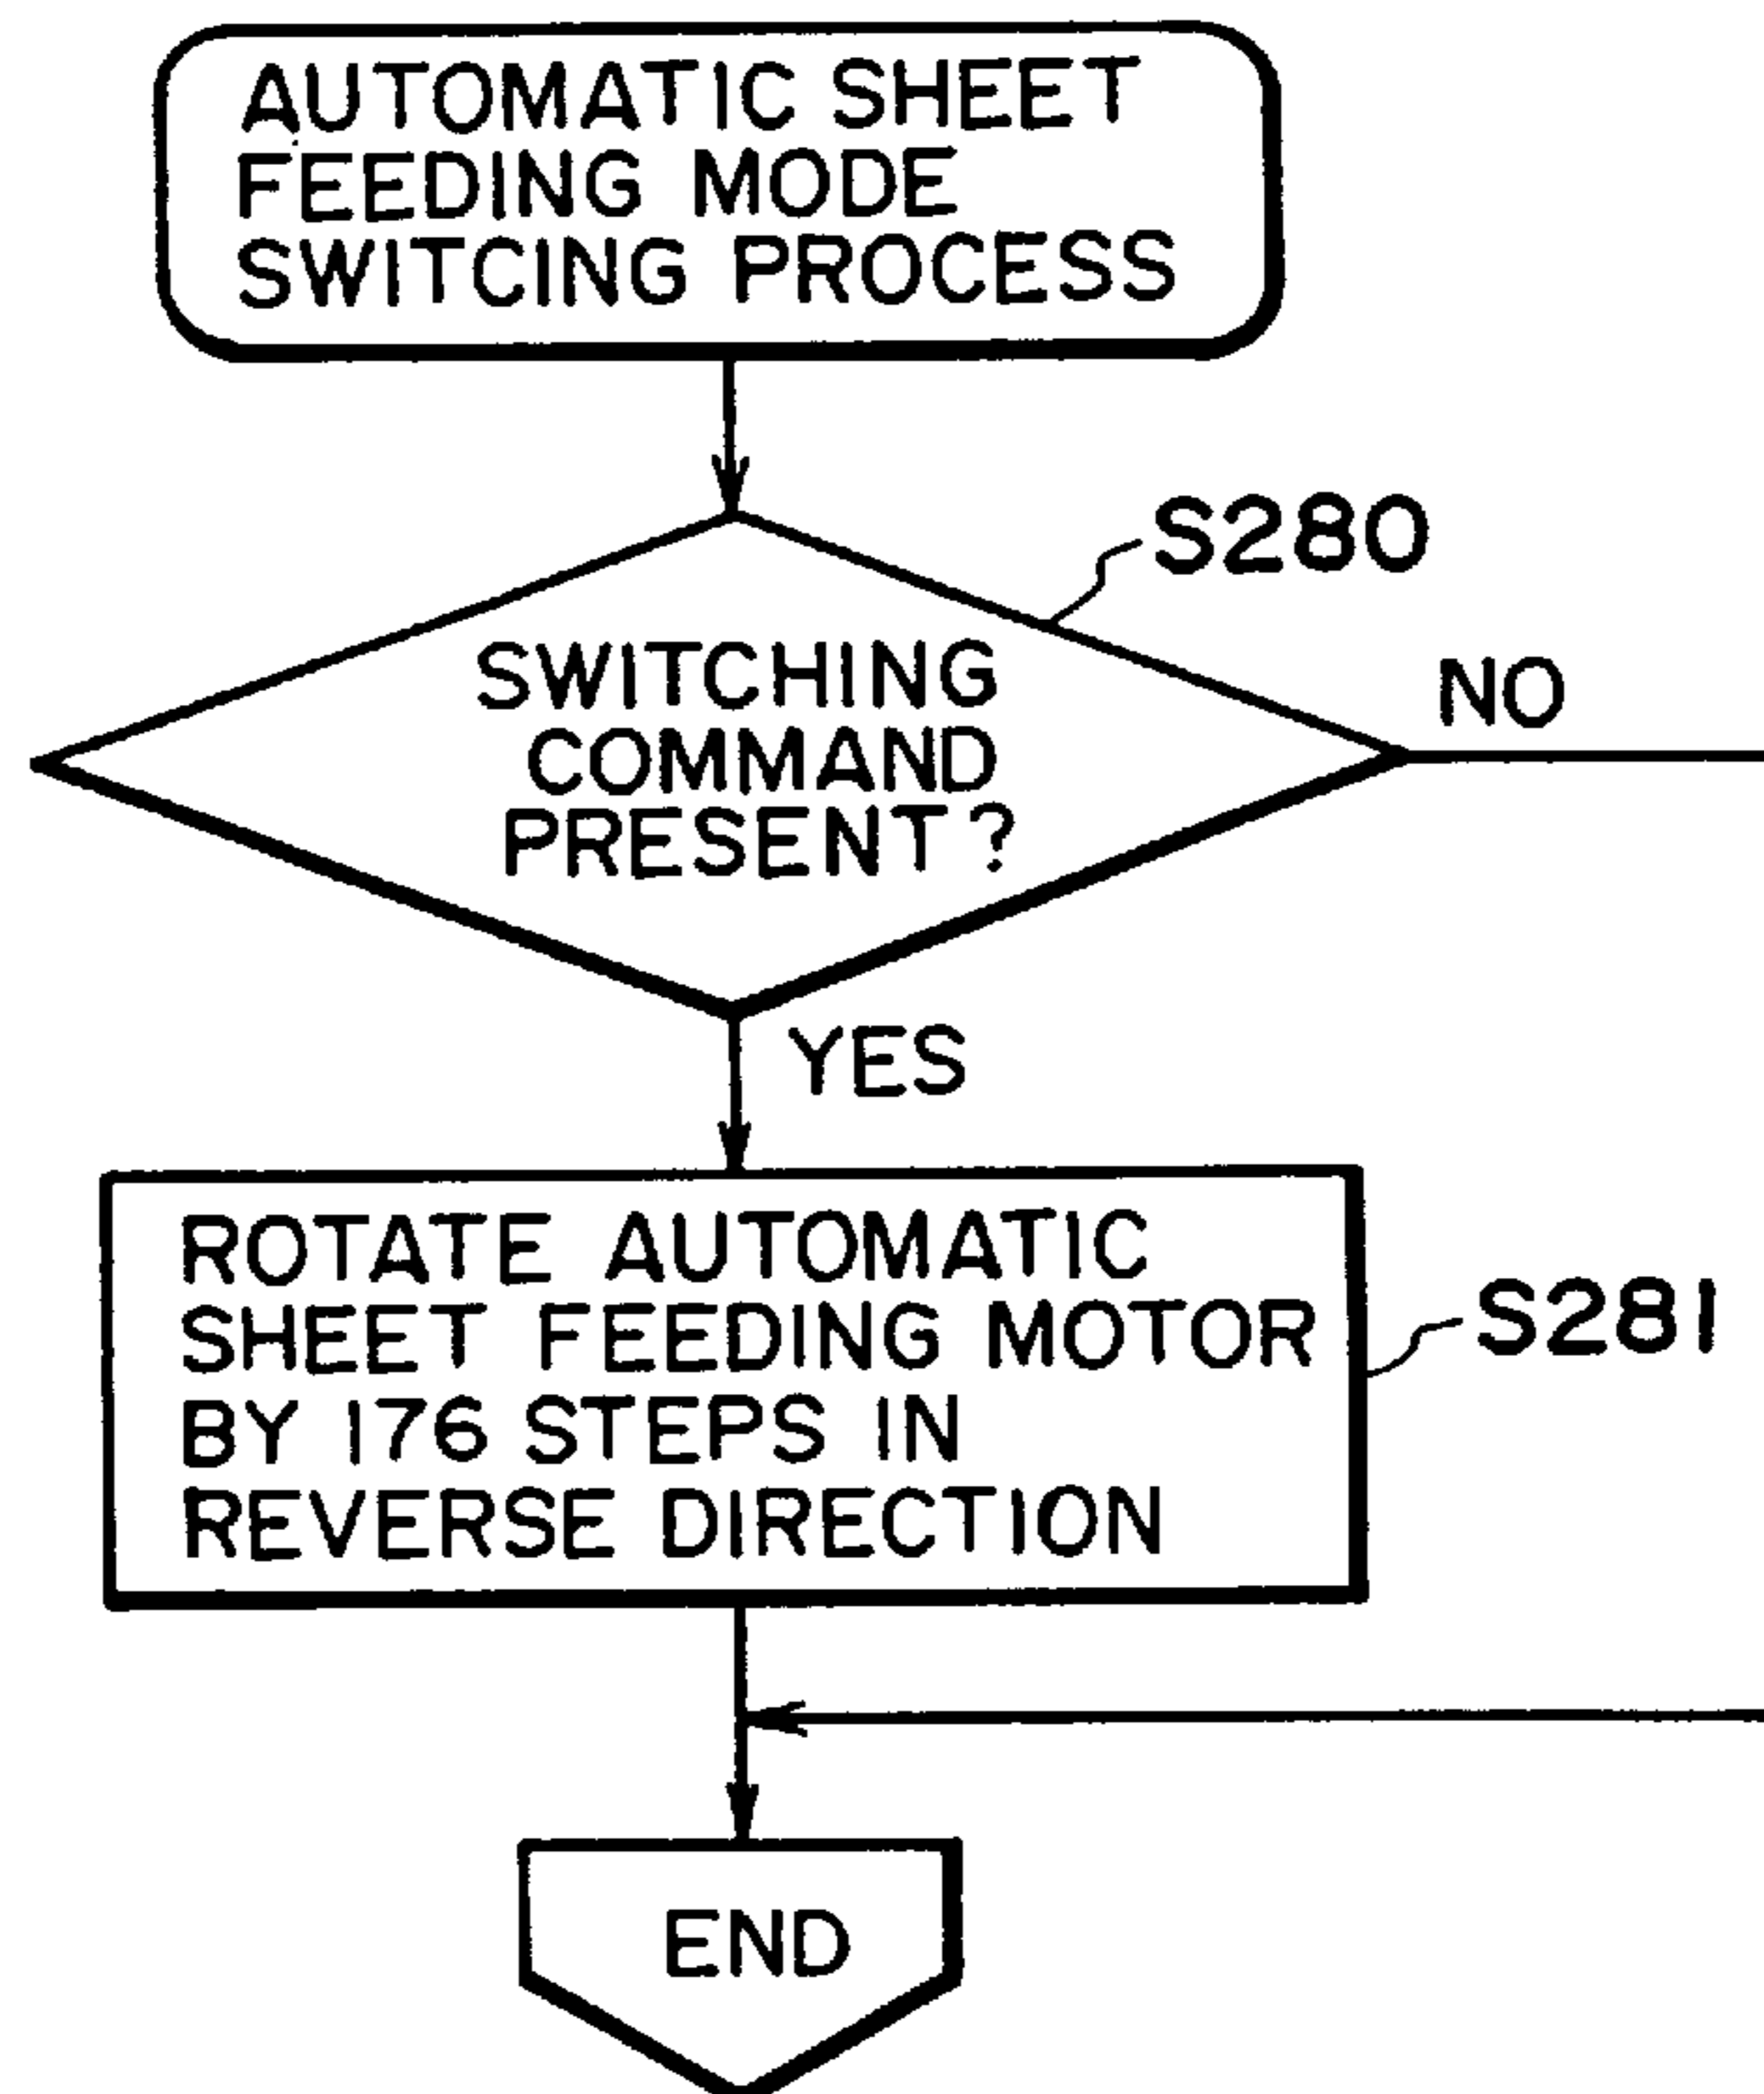 AUTOMATIC SHEET
FEEDING MODE
SWITCING PROCESS
S280
SWITCHING
COMMAND
PRESENT?
NO
YES
ROTATE AUTOMATIC
SHEET FEEDING MOTOR
BY 176 STEPS IN
REVERSE DIRECTION
S281
END